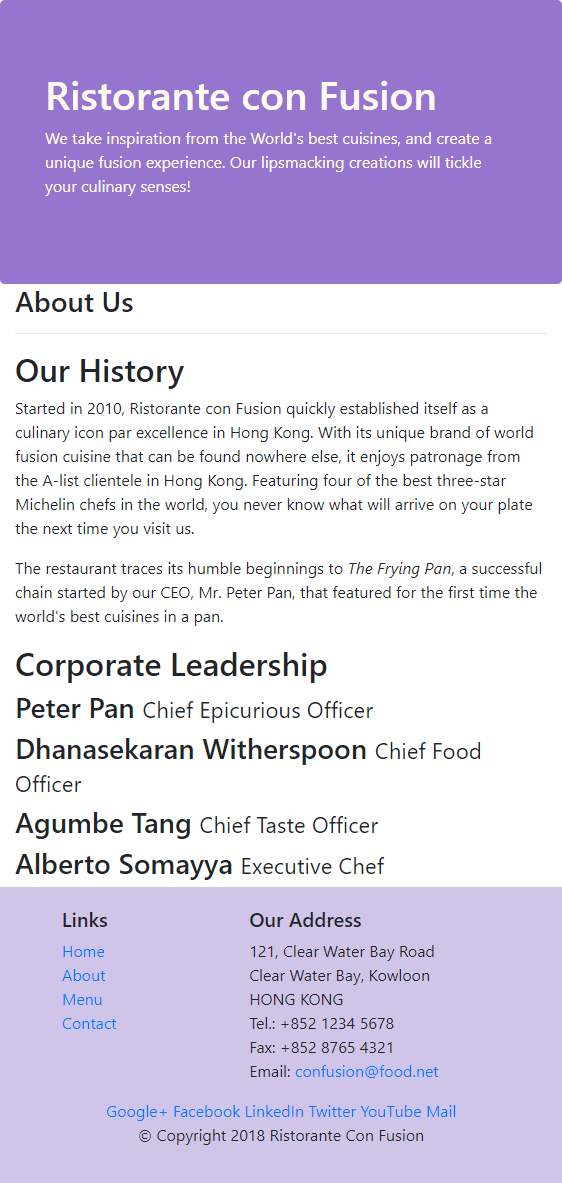 Ristorante con Fusion
We take inspiration from the World's best cuisines, and create a
unique fusion experience. Our lipsmacking creations will tickle
your culinary senses!
About Us
Our History
Started in 2010, Ristorante con Fusion quickly established itself as a
culinary icon par excellence in Hong Kong. With its unique brand of world
fusion cuisine that can be found nowhere else, it enjoys patronage from
the A-list clientele in Hong Kong. Featuring four of the best three-star
Michelin chefs in the world, you never know what will arrive on your plate
the next time you visit us.
The restaurant traces its humble beginnings to The Frying Pan, a successful
chain started by our CEO, Mr. Peter Pan, that featured for the first time the
world's best cuisines in a pan.
Corporate Leadership
Peter Pan Chief Epicurious Officer
Dhanasekaran Witherspoon Chief Food
Officer
Agumbe Tang Chief Taste Officer
Alberto Somayya Executive Chef
Links
Home
About
Menu
Contact
Our Address
121, Clear Water Bay Road
Clear Water Bay, Kowloon
HONG KONG
Tel.: +852 1234 5678
Fax: +852 8765 4321
Email: confusion@food.net
Google+ Facebook LinkedIn Twitter YouTube Mail
© Copyright 2018 Ristorante Con Fusion